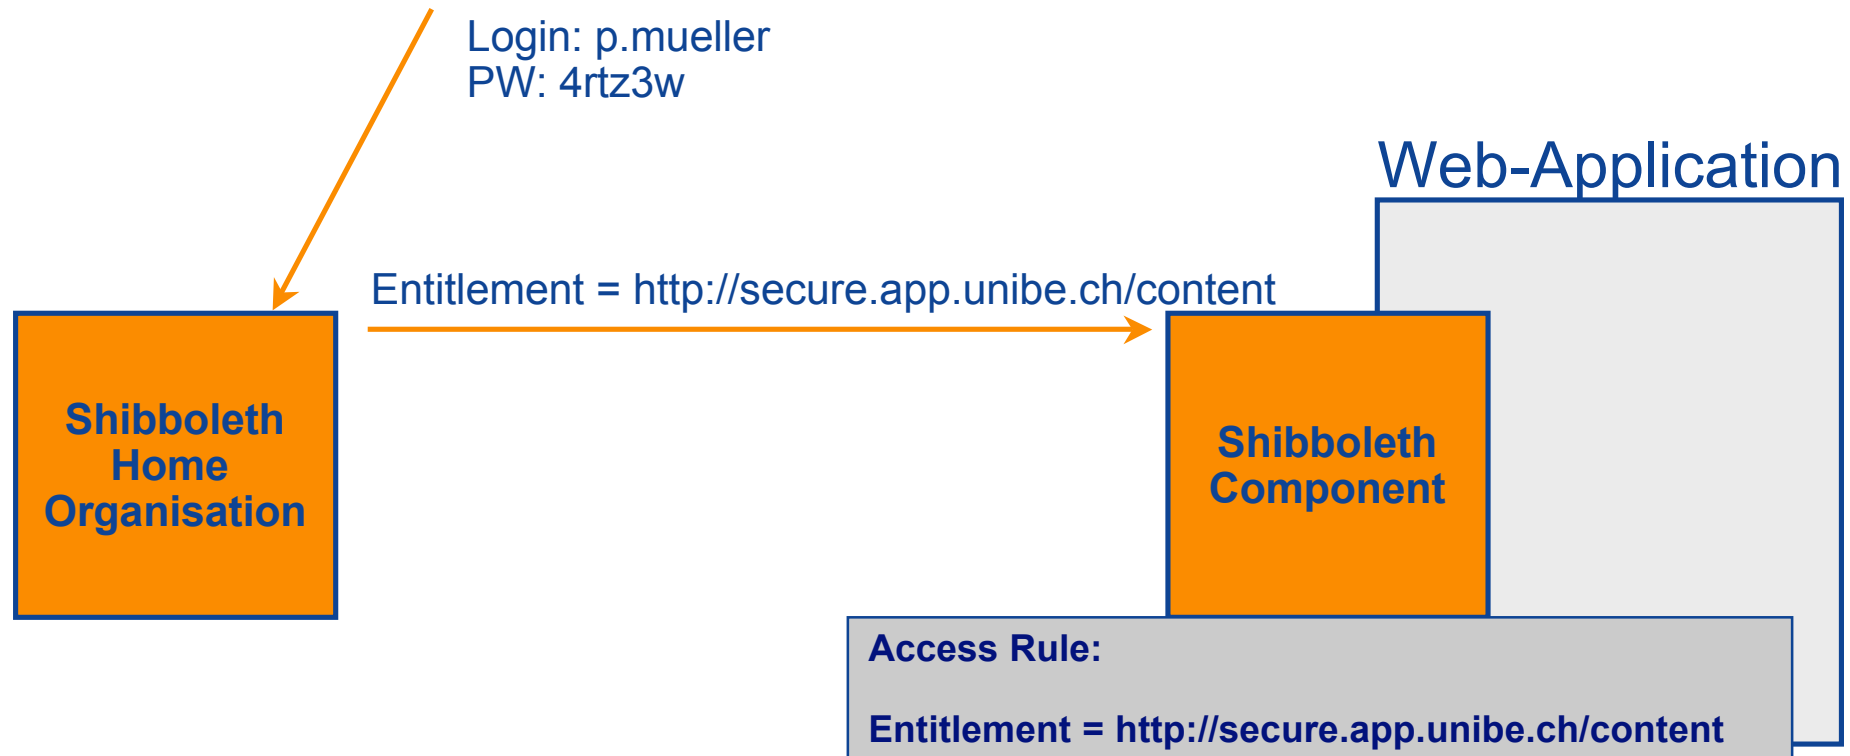 Login: p.mueller
PW: 4rtz3w
Web-Application
Entitlement = http://secure.app.unibe.ch/content
Shibboleth
Home
Organisation
Shibboleth
Component
Access Rule:
Entitlement = http://secure.app.unibe.ch/content